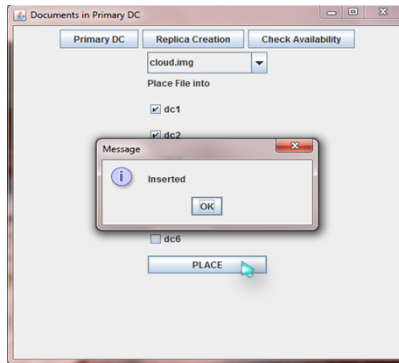 Documents in Primary DC
Primary DC Replica Creation Check Availability
cloud.img
Place File into
dc1
dc2
Message
Inserted
OK
dc6
PLACE